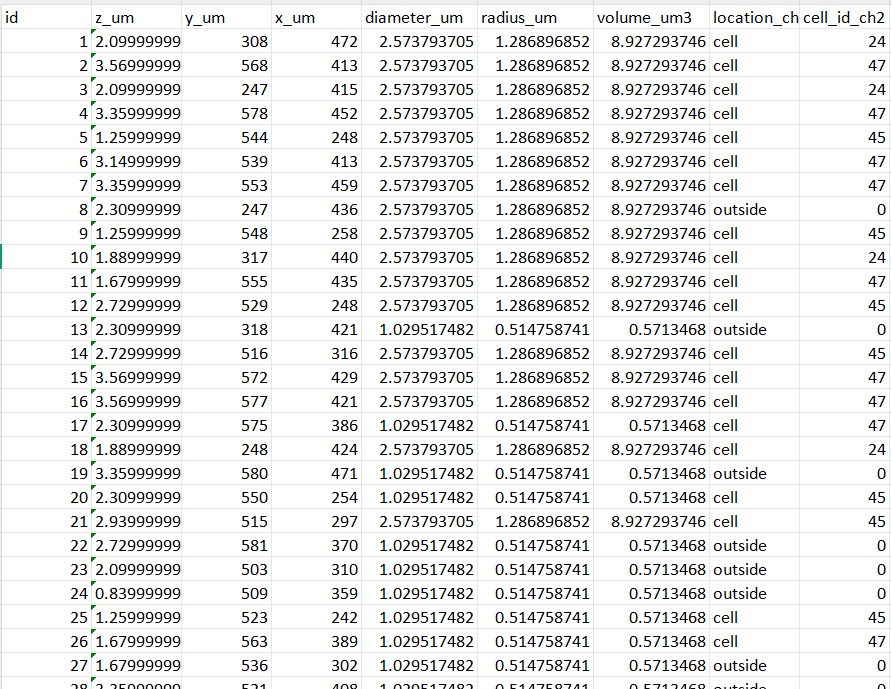 id z_um y_um x_um diameter_um radius_um volume_um3 location_ch cell_id_ch2
1 2.09999999 308 472 2.573793705 1.286896852 8.927293746 cell 24
2 3.56999999 568 413 2.573793705 1.286896852 8.927293746 cell 47
3 2.09999999 247 415 2.573793705 1.286896852 8.927293746 cell 24
4 3.35999999 578 452 2.573793705 1.286896852 8.927293746 cell 47
5 1.25999999 544 248 2.573793705 1.286896852 8.927293746 cell 45
6 3.14999999 539 413 2.573793705 1.286896852 8.927293746 cell 47
7 3.35999999 553 459 2.573793705 1.286896852 8.927293746 cell 47
8 2.30999999 247 436 2.573793705 1.286896852 8.927293746 outside 0
9 1.25999999 548 258 2.573793705 1.286896852 8.927293746 cell 45
10 1.88999999 317 440 2.573793705 1.286896852 8.927293746 cell 24
11 1.67999999 555 435 2.573793705 1.286896852 8.927293746 cell 47
12 2.72999999 529 248 2.573793705 1.286896852 8.927293746 cell 45
13 2.30999999 318 421 1.029517482 0.514758741 0.5713468 outside 0
14 2.72999999 516 316 2.573793705 1.286896852 8.927293746 cell 45
15 3.56999999 572 429 2.573793705 1.286896852 8.927293746 cell 47
16 3.56999999 577 421 2.573793705 1.286896852 8.927293746 cell 47
17 2.30999999 575 386 1.029517482 0.514758741 0.5713468 cell 47
18 1.88999999 248 424 2.573793705 1.286896852 8.927293746 cell 24
19 3.35999999 580 471 1.029517482 0.514758741 0.5713468 outside 0
20 2.30999999 550 254 1.029517482 0.514758741 0.5713468 cell 45
21 2.93999999 515 297 2.573793705 1.286896852 8.927293746 cell 45
22 2.72999999 581 370 1.029517482 0.514758741 0.5713468 outside 0
23 2.09999999 503 310 1.029517482 0.514758741 0.5713468 outside 0
24 0.83999999 509 359 1.029517482 0.514758741 0.5713468 outside 0
25 1.25999999 523 242 1.029517482 0.514758741 0.5713468 cell 45
26 1.67999999 563 389 1.029517482 0.514758741 0.5713468 cell 47
27 1.67999999 536 302 1.029517482 0.514758741 0.5713468 outside 0
28 3.35999999 521 408 1.029517482 0.514758741 0.5713468 outside 0